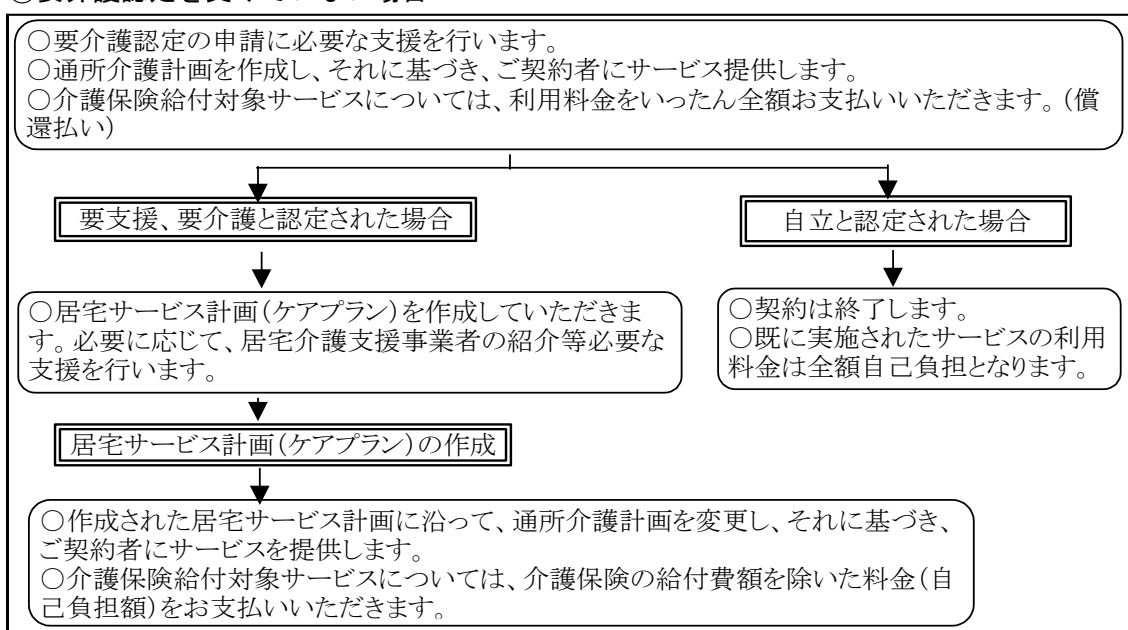 ○要介護認定の申請に必要な支援を行います。
○通所介護計画を作成し、それに基づき、ご契約者にサービス提供します。
○介護保険給付対象サービスについては、利用料金をいったん全額お支払いいただきます。(償
還払い)
要支援、要介護と認定された場合
自立と認定された場合
○居宅サービス計画(ケアプラン)を作成していただきま
す。必要に応じて、居宅介護支援事業者の紹介等必要な
支援を行います。
○契約は終了します。
○既に実施されたサービスの利用
料金は全額自己負担となります。
居宅サービス計画(ケアプラン)の作成
○作成された居宅サービス計画に沿って、通所介護計画を変更し、それに基づき、
ご契約者にサービスを提供します。
○介護保険給付対象サービスについては、介護保険の給付費額を除いた料金(自
己負担額)をお支払いいただきます。